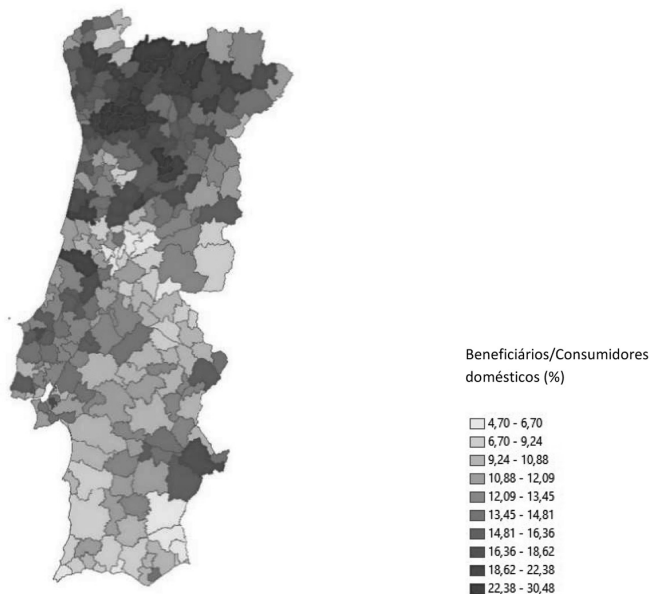 Beneficiários/Consumidores
domésticos (%)
4,70 - 6,70
6,70 - 9,24
9,24 - 10,88
10,88 - 12,09
12,09 - 13,45
13,45 - 14,81
14,81 - 16,36
16,36 - 18,62
18,62 - 22,38
22,38 - 30,48